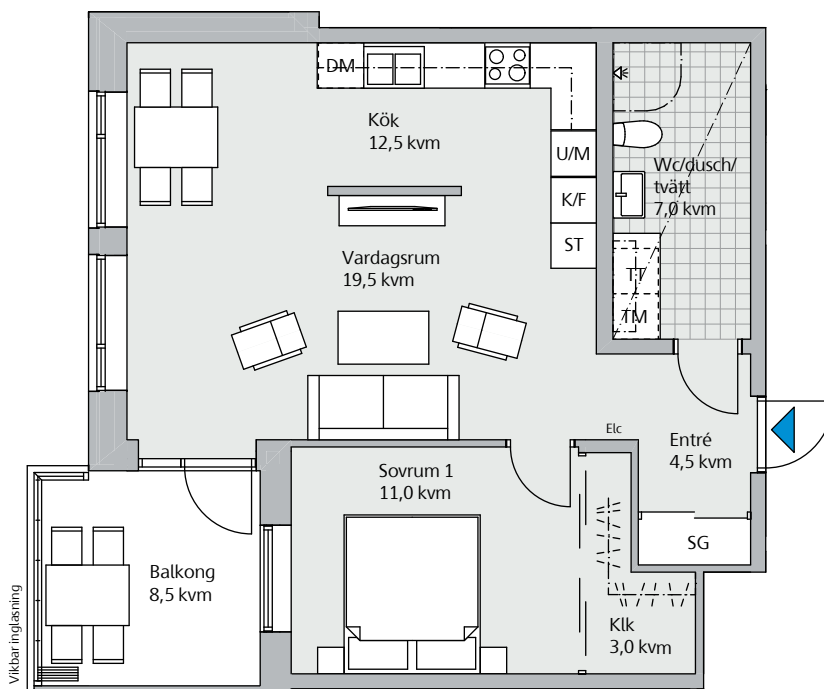 DM
Kök
12,5 kvm
U/M
K/F
ST
Wc/dusch/
tvätt
7,0 kvm
TT
TM
Vardagsrum
19,5 kvm
Elc
Entré
4,5 kvm
SG
Sovrum 1
11,0 kvm
Balkong
8,5 kvm
Klk
3,0 kvm
Vikbar inglasning